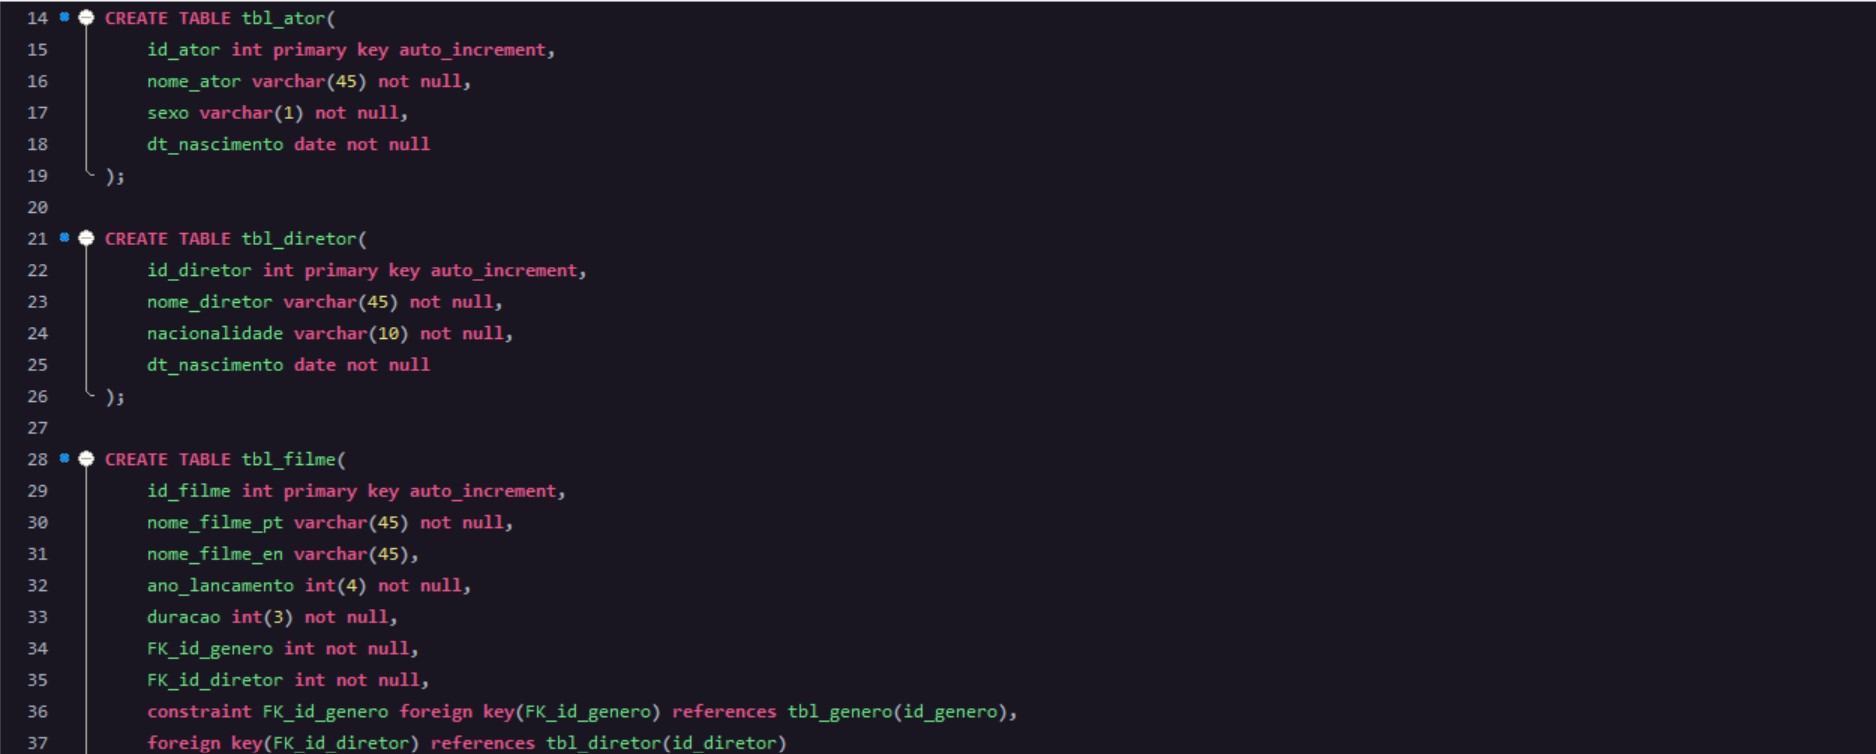 14 CREATE TABLE tbl_ator(
15 id_ator int primary key auto_increment,
16 nome_ator varchar(45) not null,
17 sexo varchar(1) not null,
18 dt_nascimento date not null
19 );
20
21 CREATE TABLE tbl_diretor(
22 id_diretor int primary key auto_increment,
23 nome_diretor varchar(45) not null,
24 nacionalidade varchar(10) not null,
25 dt_nascimento date not null
26 );
27
28 CREATE TABLE tbl_filme(
29 id_filme int primary key auto_increment,
30 nome_filme_pt varchar(45) not null,
31 nome_filme_en varchar(45),
32 ano_lancamento int(4) not null,
33 duracao int(3) not null,
34 FK_id_genero int not null,
35 FK_id_diretor int not null,
36 constraint FK_id_genero foreign key(FK_id_genero) references tbl_genero(id_genero),
37 foreign key(FK_id_diretor) references tbl_diretor(id_diretor)